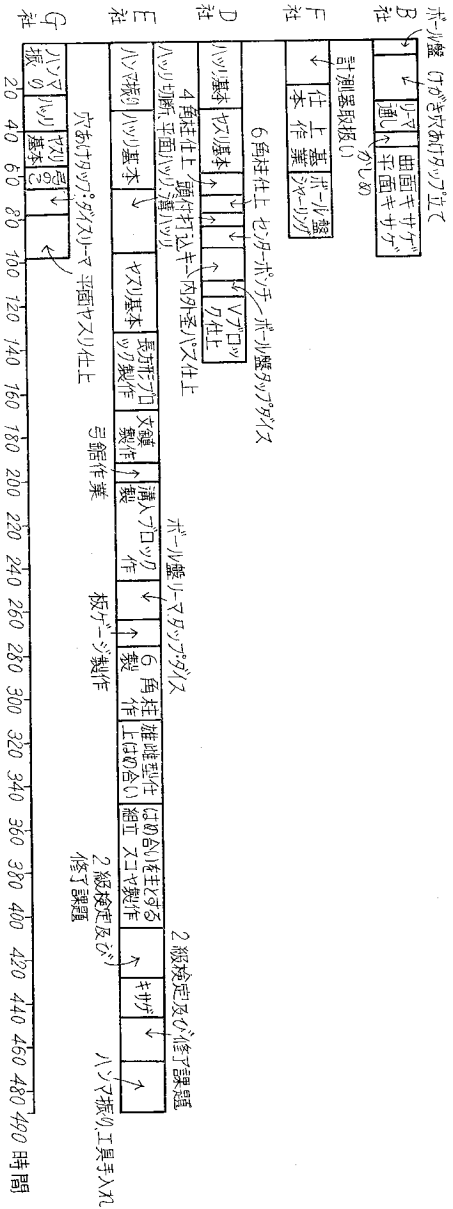 B社
ボール盤 けがき穴あけタップ立て
リーマ通し
曲面キサゲ
平面キサゲ
かしめ
F社
計測器取扱い
仕上基本作業
ボール盤
シャーリング
D社
6角柱仕上 センターポンチ ボール盤タップダイス
ハツリ基本
ヤスリ基本
Vブロック仕上
4角柱仕上 頭付打込キー 内外圣パス仕上
E社
ハツリ切断, 平面ハツリ, 溝ハツリ
ハンマ振り
ハツリ基本
ヤスリ基本
長方形ブロック製作
文鎮製作
溝入ブロック製作
6角柱製作
雄雌型仕上はめ合い
はめ合いを主とする組立 スコヤ製作
キサゲ
弓鋸作業
ボール盤リーマ, タップ, ダイス
板ゲージ製作
2級検定及び修了課題
2級検定及び修了課題
ハンマ振り, 工具手入れ
G社
ハンマ振り
ハツリ
ヤスリ基本
弓のこ
穴あけタップ・ダイスリーマ 平面ヤスリ仕上
20 40 60 80 100 120 140 160 180 200 220 240 260 280 300 320 340 360 380 400 420 440 460 480 490 時間